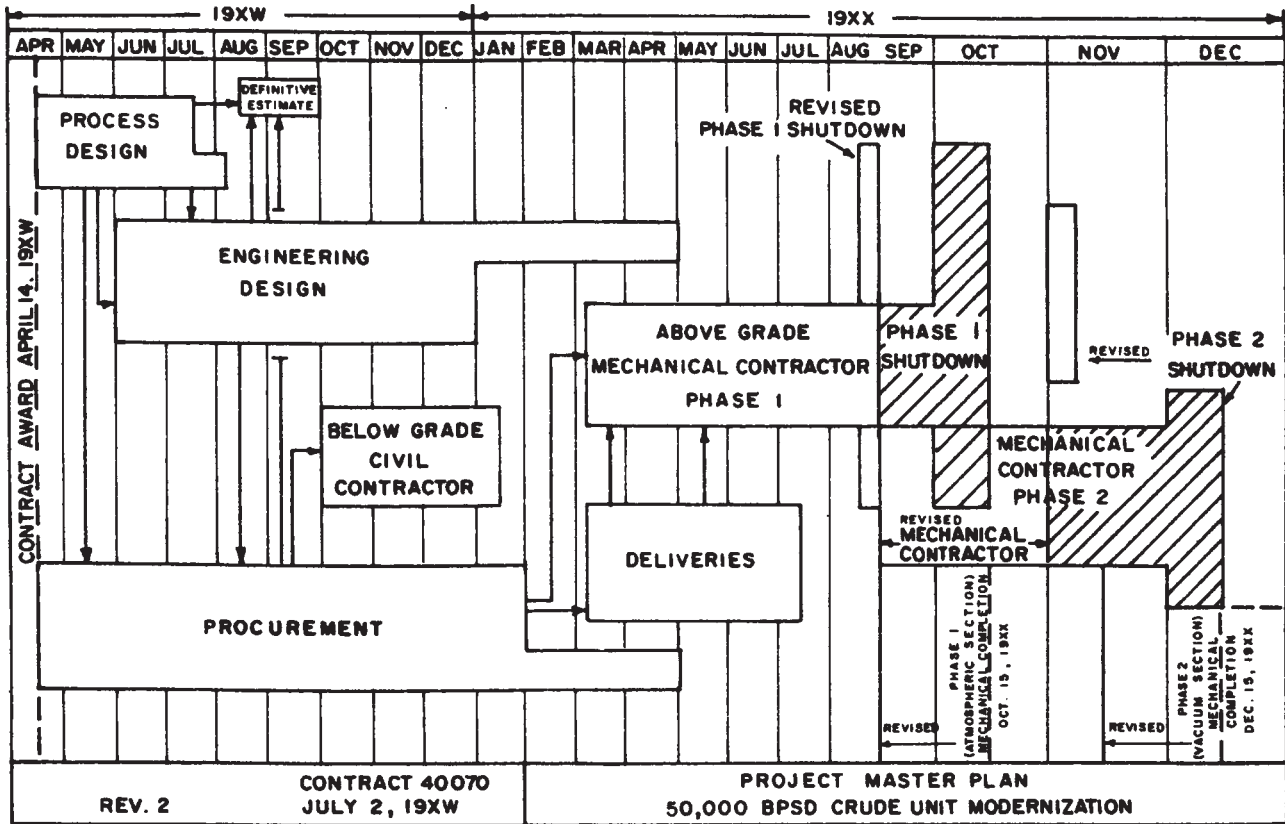 19XW
19XX
APR MAY JUN JUL AUG SEP OCT NOV DEC JAN FEB MAR APR MAY JUN JUL AUG SEP OCT NOV DEC
DEFINITIVE
ESTIMATE
PROCESS
DESIGN
REVISED
PHASE 1 SHUTDOWN
CONTRACT AWARD APRIL 14, 19XW
ENGINEERING
DESIGN
ABOVE GRADE
MECHANICAL CONTRACTOR
PHASE 1
PHASE 1
SHUTDOWN
REVISED
PHASE 2
SHUTDOWN
BELOW GRADE
CIVIL
CONTRACTOR
MECHANICAL
CONTRACTOR
PHASE 2
REVISED
MECHANICAL
CONTRACTOR
DELIVERIES
PROCUREMENT
PHASE 1
(ATMOSPHERIC SECTION)
MECHANICAL COMPLETION
OCT. 15, 19XX
REVISED
REVISED
PHASE 2
(VACUUM SECTION)
MECHANICAL
COMPLETION
DEC. 15, 19XX
REV. 2
CONTRACT 40070
JULY 2, 19XW
PROJECT MASTER PLAN
50,000 BPSD CRUDE UNIT MODERNIZATION